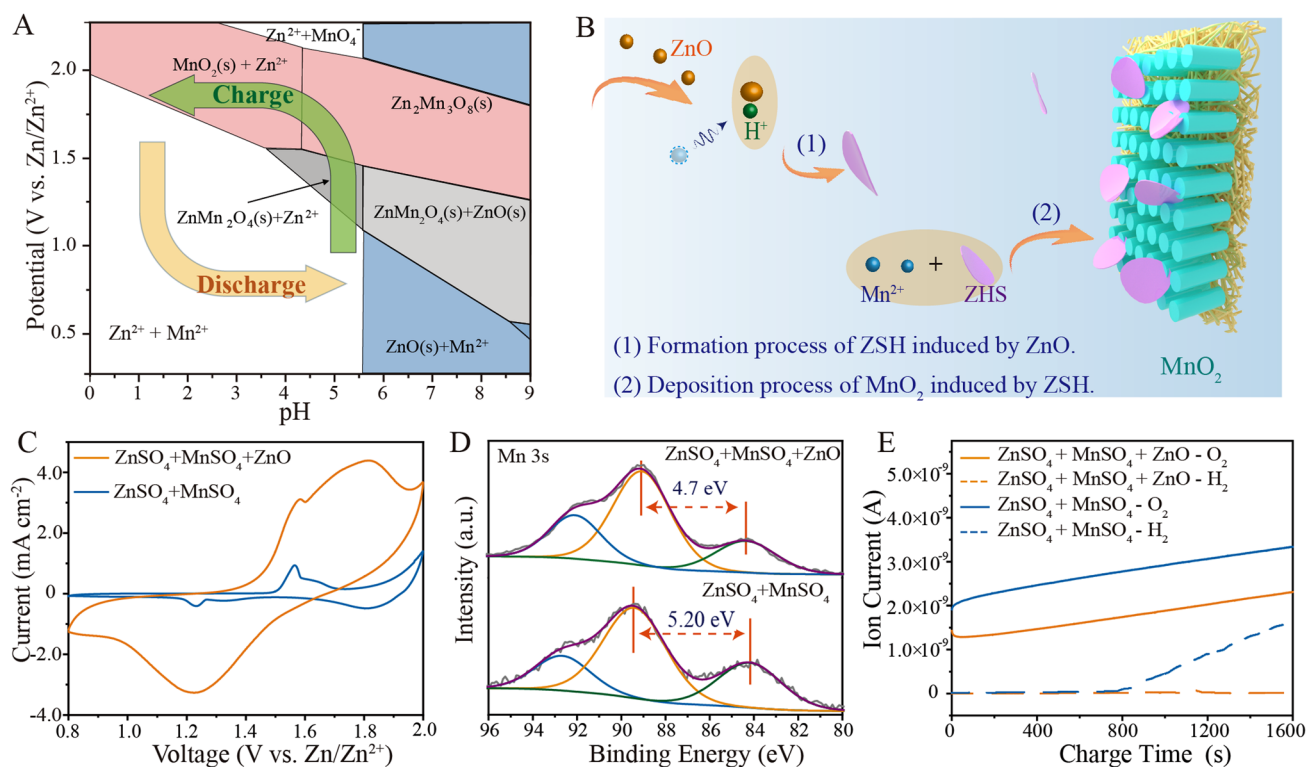 A
Zn²⁺+MnO₄⁻
MnO₂(s) + Zn²⁺
Charge
Zn₂Mn₃O₈(s)
ZnMn₂O₄(s)+Zn²⁺
ZnMn₂O₄(s)+ZnO(s)
Discharge
Zn²⁺ + Mn²⁺
ZnO(s)+Mn²⁺
Potential (V vs. Zn/Zn²⁺)
2.0
1.5
1.0
0.5
0 1 2 3 4 5 6 7 8 9
pH
B
ZnO
H⁺
(1)
(2)
Mn²⁺
+
ZHS
(1) Formation process of ZSH induced by ZnO.
(2) Deposition process of MnO₂ induced by ZSH.
MnO₂
C
ZnSO₄+MnSO₄+ZnO
ZnSO₄+MnSO₄
Current (mA cm⁻²)
4.0
2.0
0
-2.0
-4.0
0.8 1.2 1.6 2.0
Voltage (V vs. Zn/Zn²⁺)
D
Mn 3s
ZnSO₄+MnSO₄+ZnO
4.7 eV
ZnSO₄+MnSO₄
5.20 eV
Intensity (a.u.)
96 94 92 90 88 86 84 82 80
Binding Energy (eV)
E
ZnSO₄ + MnSO₄ + ZnO - O₂
ZnSO₄ + MnSO₄ + ZnO - H₂
ZnSO₄ + MnSO₄ - O₂
ZnSO₄ + MnSO₄ - H₂
Ion Current (A)
5.0×10⁻⁹
4.0×10⁻⁹
3.0×10⁻⁹
2.0×10⁻⁹
1.0×10⁻⁹
0
0 400 800 1200 1600
Charge Time (s)